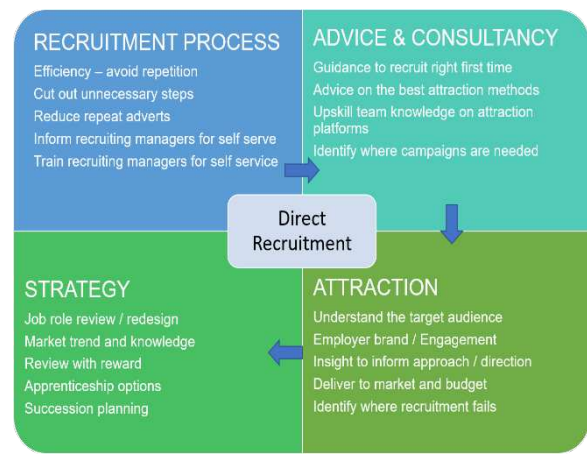 RECRUITMENT PROCESS
Efficiency – avoid repetition
Cut out unnecessary steps
Reduce repeat adverts
Inform recruiting managers for self serve
Train recruiting managers for self service
ADVICE & CONSULTANCY
Guidance to recruit right first time
Advice on the best attraction methods
Upskill team knowledge on attraction
platforms
Identify where campaigns are needed
Direct
Recruitment
STRATEGY
Job role review / redesign
Market trend and knowledge
Review with reward
Apprenticeship options
Succession planning
ATTRACTION
Understand the target audience
Employer brand / Engagement
Insight to inform approach / direction
Deliver to market and budget
Identify where recruitment fails